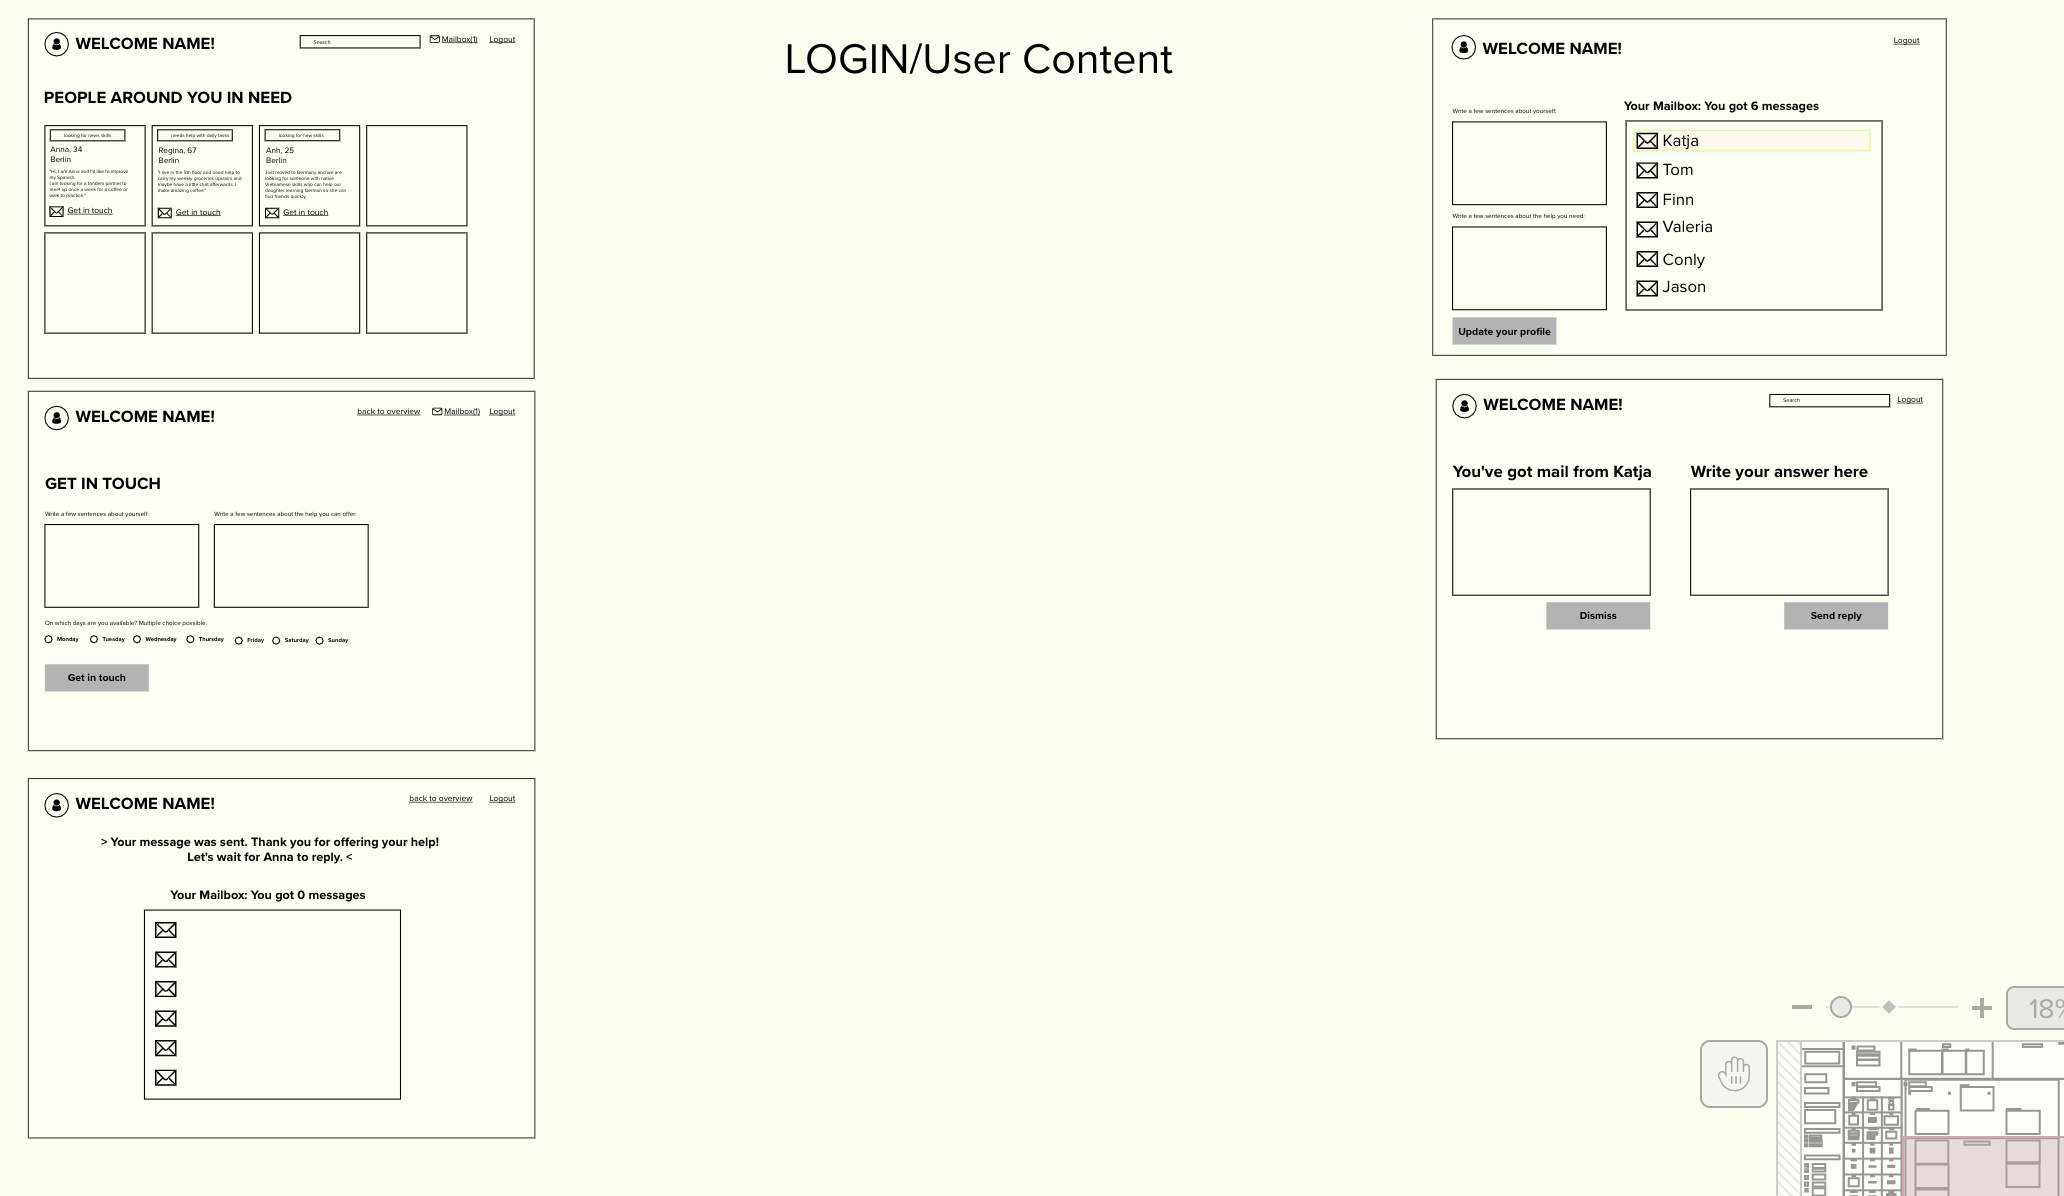 WELCOME NAME!
Search
Mailbox(1)
Logout
PEOPLE AROUND YOU IN NEED
looking for news skills
Anna, 34
Berlin
"Hi, I am Anna and I'd like to improve
my Spanish.
I am looking for a tandem partner to
meet up once a week for a coffee or
walk to practice."
Get in touch
needs help with daily tasks
Regina, 67
Berlin
"I live in the 5th floor and need help to
carry my weekly groceries upstairs and
maybe have a little chat afterwards. I
make amazing coffee!"
Get in touch
looking for new skills
Anh, 25
Berlin
Just moved to Germany and we are
looking for someone with native
Vietnamese skills who can help our
daughter learning German so she can
find friends quickly.
Get in touch
WELCOME NAME!
back to overview
Mailbox(1)
Logout
GET IN TOUCH
Write a few sentences about yourself:
Write a few sentences about the help you can offer:
On which days are you available? Multiple choice possible.
Monday
Tuesday
Wednesday
Thursday
Friday
Saturday
Sunday
Get in touch
WELCOME NAME!
back to overview
Logout
> Your message was sent. Thank you for offering your help!
Let's wait for Anna to reply. <
Your Mailbox: You got 0 messages
LOGIN/User Content
WELCOME NAME!
Logout
Write a few sentences about yourself:
Write a few sentences about the help you need:
Update your profile
Your Mailbox: You got 6 messages
Katja
Tom
Finn
Valeria
Conly
Jason
WELCOME NAME!
Search
Logout
You've got mail from Katja
Write your answer here
Dismiss
Send reply
18%